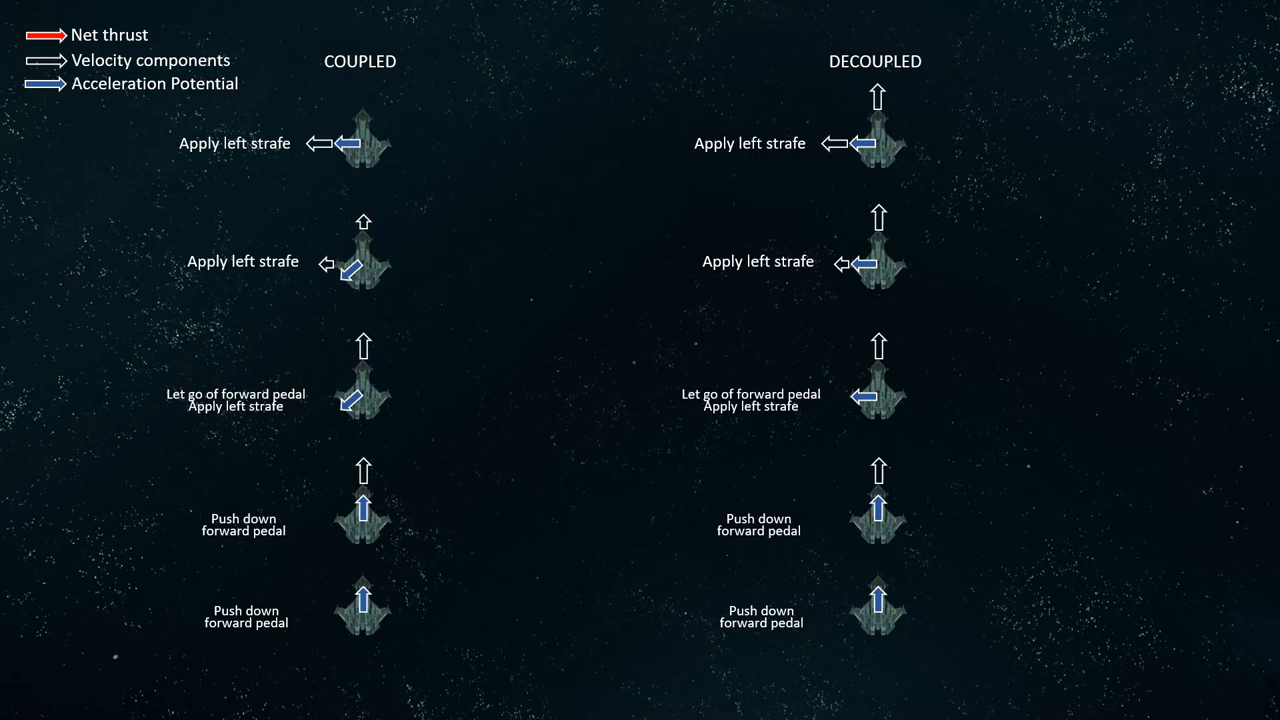 Net thrust
Velocity components
Acceleration Potential
COUPLED
DECOUPLED
Apply left strafe
Apply left strafe
Apply left strafe
Apply left strafe
Let go of forward pedal
Apply left strafe
Let go of forward pedal
Apply left strafe
Push down
forward pedal
Push down
forward pedal
Push down
forward pedal
Push down
forward pedal